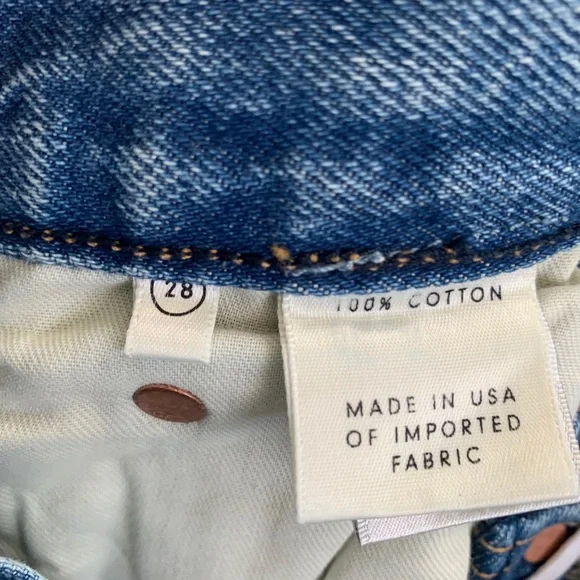 28
100% COTTON
MADE IN USA
OF IMPORTED
FABRIC